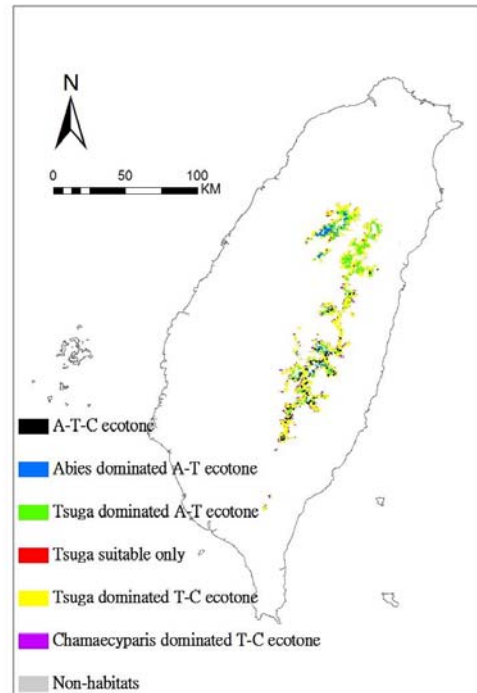 N
0 50 100
KM
A-T-C ecotone
Abies dominated A-T ecotone
Tsuga dominated A-T ecotone
Tsuga suitable only
Tsuga dominated T-C ecotone
Chamaecyparis dominated T-C ecotone
Non-habitats